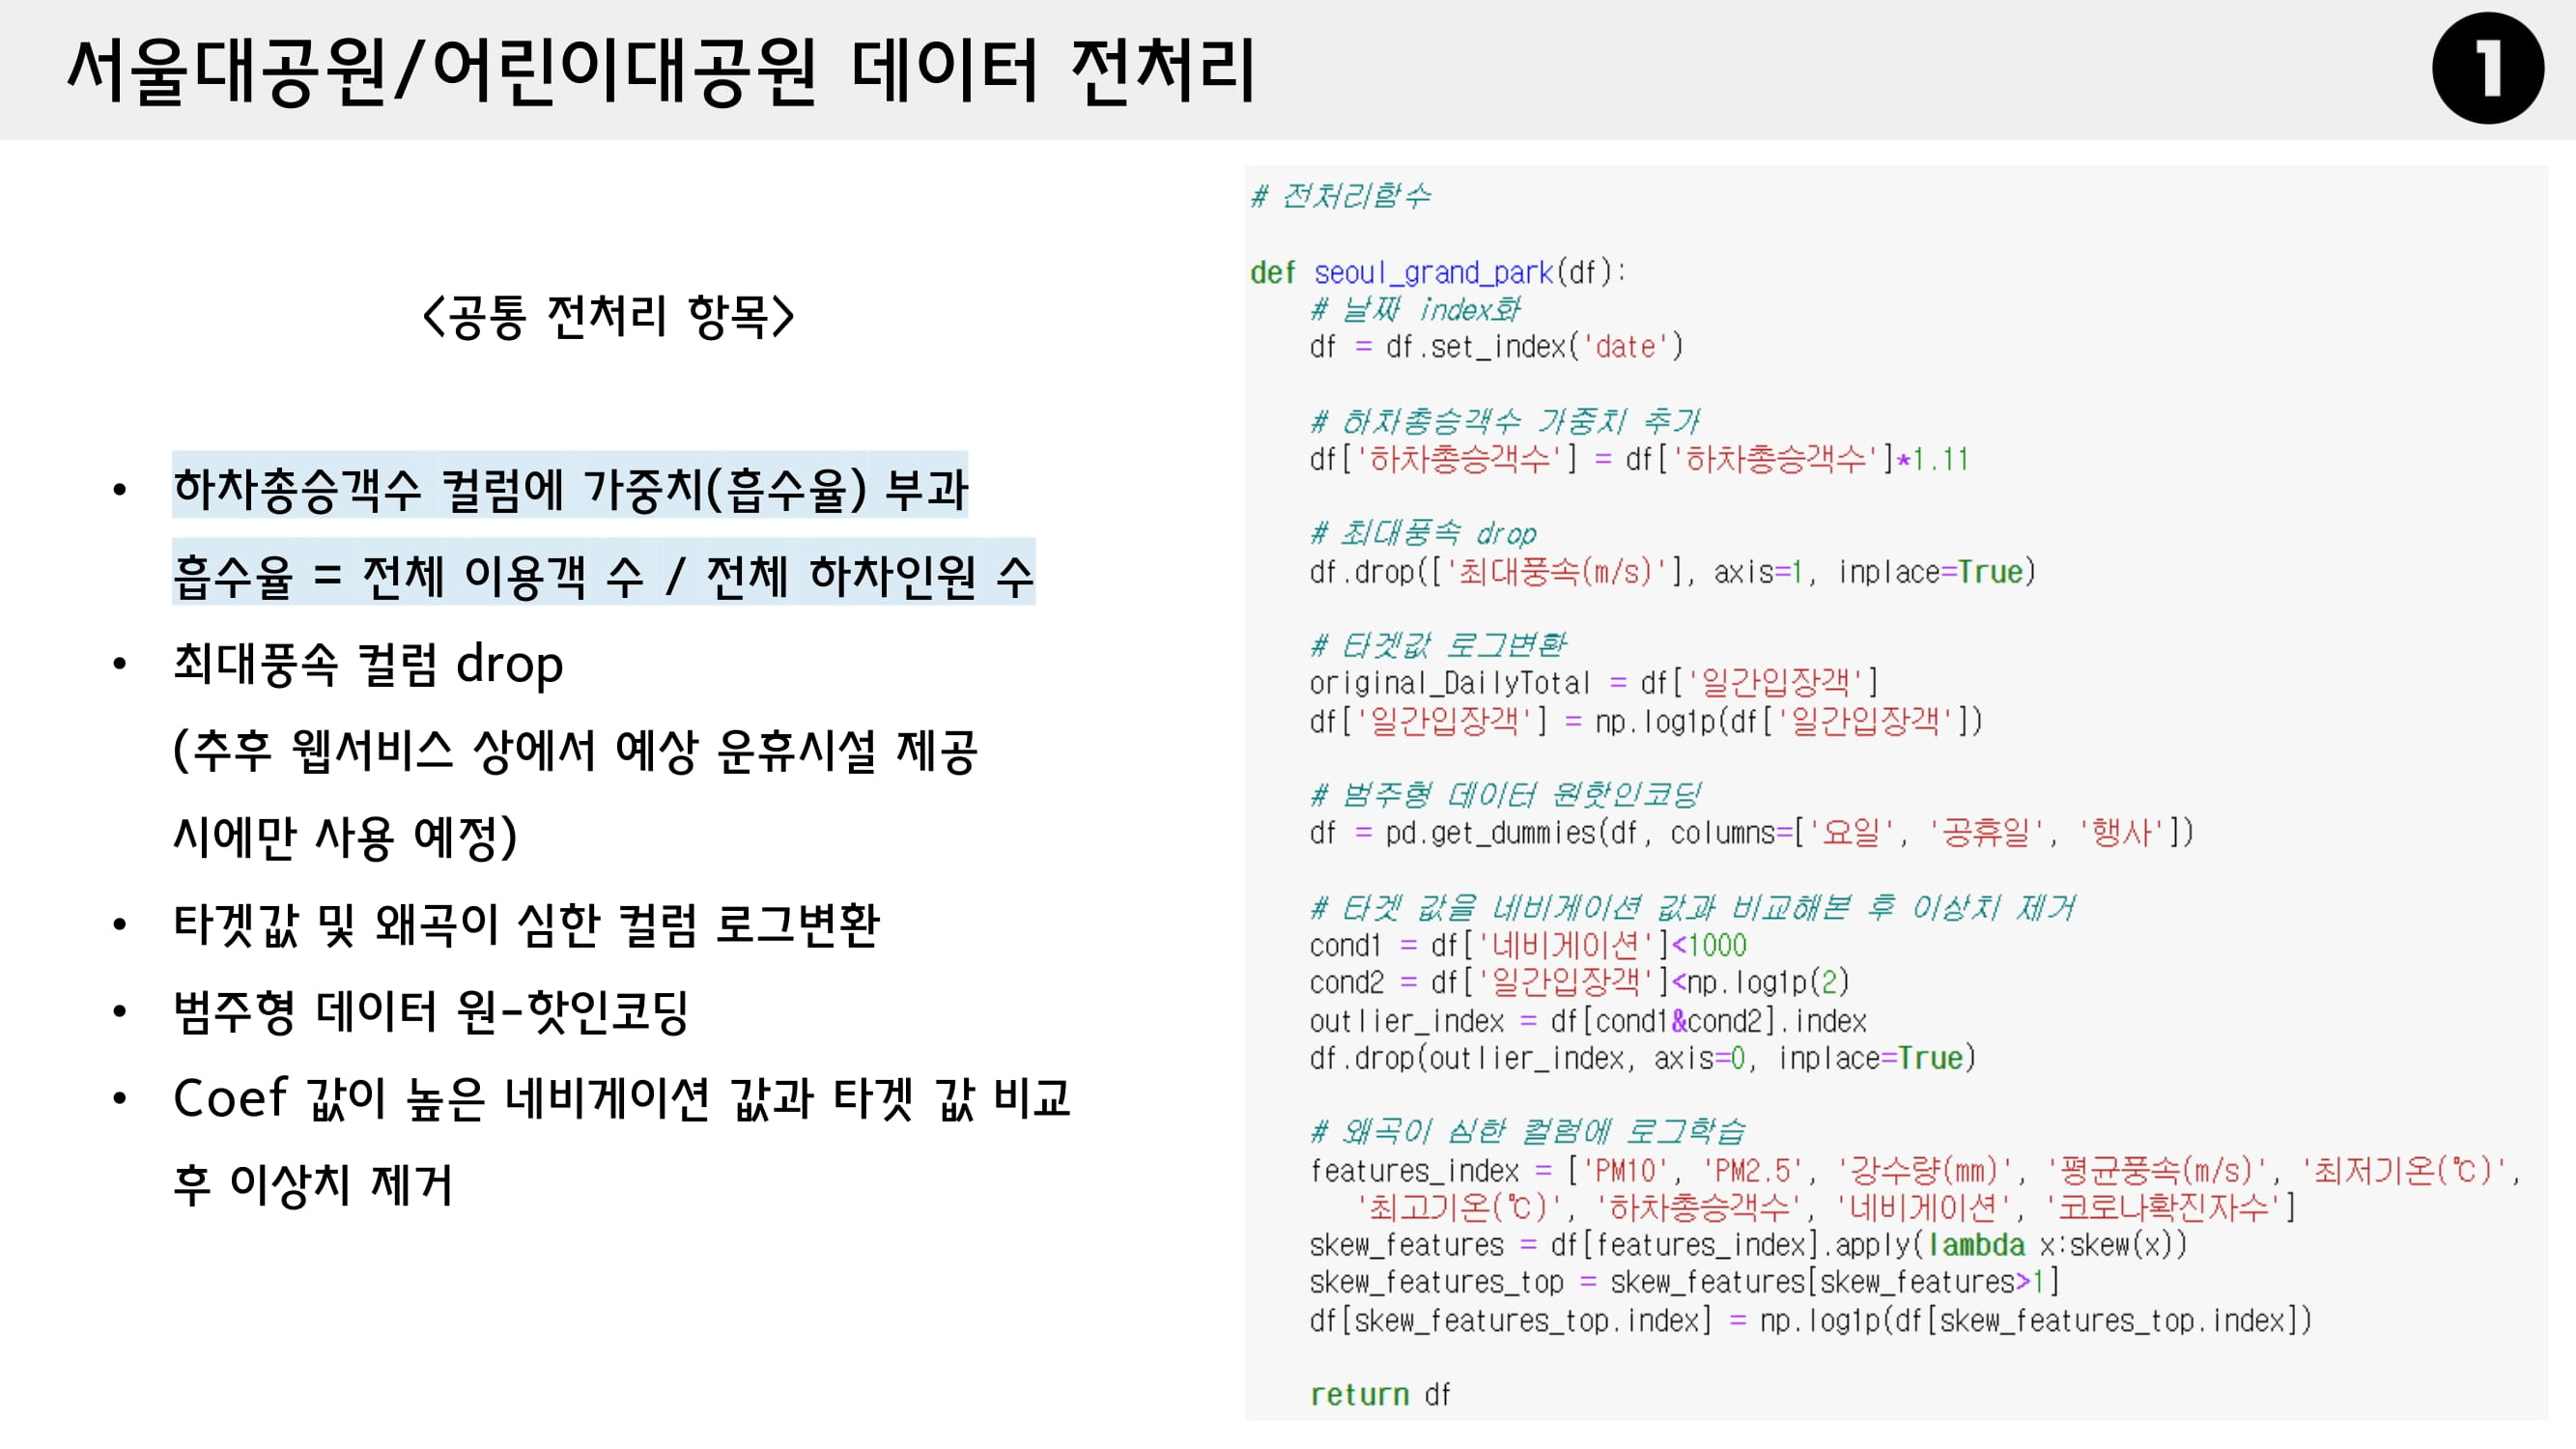 서울대공원/어린이대공원 데이터 전처리
1
<공통 전처리 항목>
• 하차총승객수 컬럼에 가중치(흡수율) 부과
흡수율 = 전체 이용객 수 / 전체 하차인원 수
• 최대풍속 컬럼 drop
(추후 웹서비스 상에서 예상 운휴시설 제공
시에만 사용 예정)
• 타겟값 및 왜곡이 심한 컬럼 로그변환
• 범주형 데이터 원-핫인코딩
• Coef 값이 높은 네비게이션 값과 타겟 값 비교
후 이상치 제거
# 전처리함수
def seoul_grand_park(df):
# 날짜 index화
df = df.set_index('date')
# 하차총승객수 가중치 추가
df['하차총승객수'] = df['하차총승객수']*1.11
# 최대풍속 drop
df.drop(['최대풍속(m/s)'], axis=1, inplace=True)
# 타겟값 로그변환
original_DailyTotal = df['일간입장객']
df['일간입장객'] = np.log1p(df['일간입장객'])
# 범주형 데이터 원핫인코딩
df = pd.get_dummies(df, columns=['요일', '공휴일', '행사'])
# 타겟 값을 네비게이션 값과 비교해본 후 이상치 제거
cond1 = df['네비게이션']<1000
cond2 = df['일간입장객']<np.log1p(2)
outlier_index = df[cond1&cond2].index
df.drop(outlier_index, axis=0, inplace=True)
# 왜곡이 심한 컬럼에 로그학습
features_index = ['PM10', 'PM2.5', '강수량(mm)', '평균풍속(m/s)', '최저기온(℃)',
'최고기온(℃)', '하차총승객수', '네비게이션', '코로나확진자수']
skew_features = df[features_index].apply(lambda x:skew(x))
skew_features_top = skew_features[skew_features>1]
df[skew_features_top.index] = np.log1p(df[skew_features_top.index])
return df